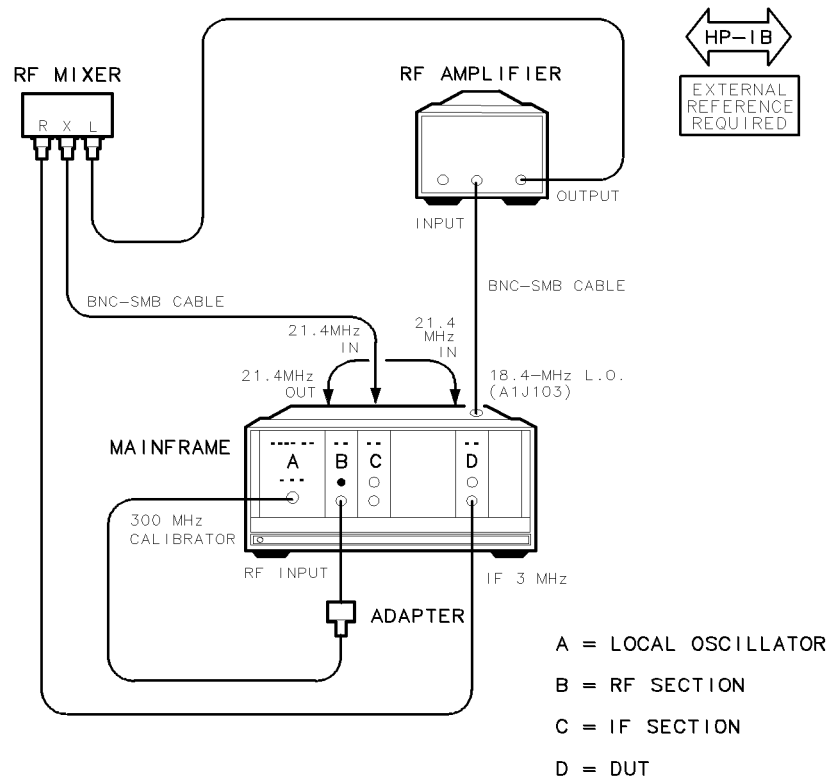 HP-IB
EXTERNAL
REFERENCE
REQUIRED
RF MIXER
R X L
RF AMPLIFIER
INPUT
OUTPUT
BNC-SMB CABLE
BNC-SMB CABLE
21.4MHz
IN
21.4
MHz
IN
21.4MHz
OUT
18.4-MHz L.O.
(A1J103)
MAINFRAME
A
B
C
D
300 MHz
CALIBRATOR
RF INPUT
IF 3 MHz
ADAPTER
A = LOCAL OSCILLATOR
B = RF SECTION
C = IF SECTION
D = DUT